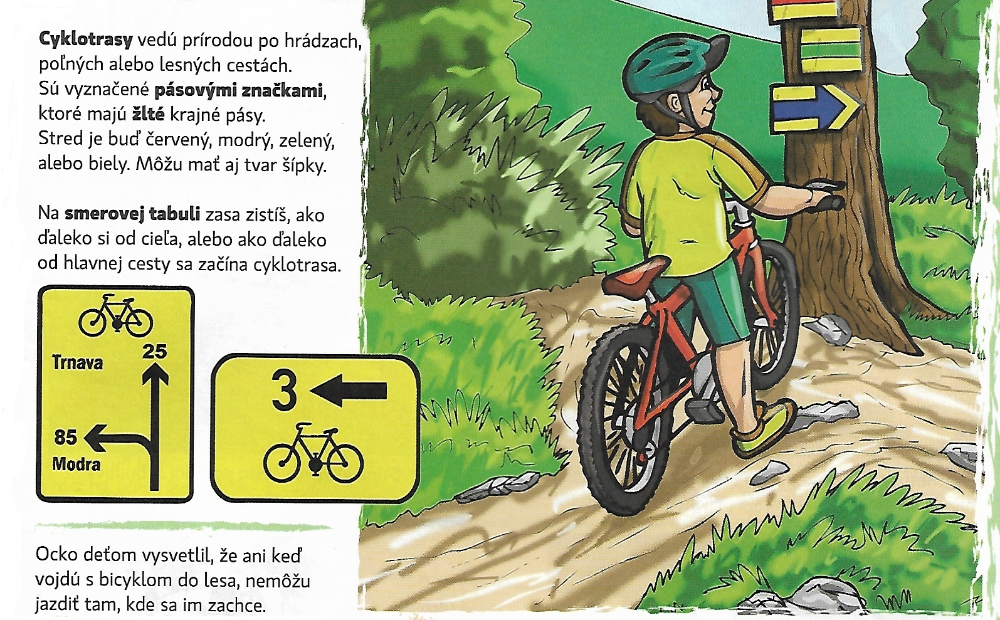 Cyklotrasy vedú prírodou po hrádzach,
poľných alebo lesných cestách.
Sú vyznačené pásovými značkami,
ktoré majú žlté krajné pásy.
Stred je buď červený, modrý, zelený,
alebo biely. Môžu mať aj tvar šípky.
Na smerovej tabuli zasa zistíš, ako
ďaleko si od cieľa, alebo ako ďaleko
od hlavnej cesty sa začína cyklotrasa.
25
Trnava
85
Modra
3
Ocko deťom vysvetlil, že ani keď
vojdú s bicyklom do lesa, nemôžu
jazdiť tam, kde sa im zachce.